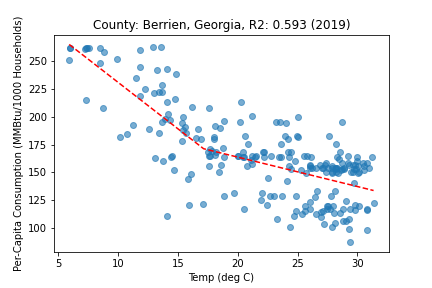 County: Berrien, Georgia, R2: 0.593 (2019)
Per-Capita Consumption (MMBtu/1000 Households)
250
225
200
175
150
125
100
5 10 15 20 25 30
Temp (deg C)